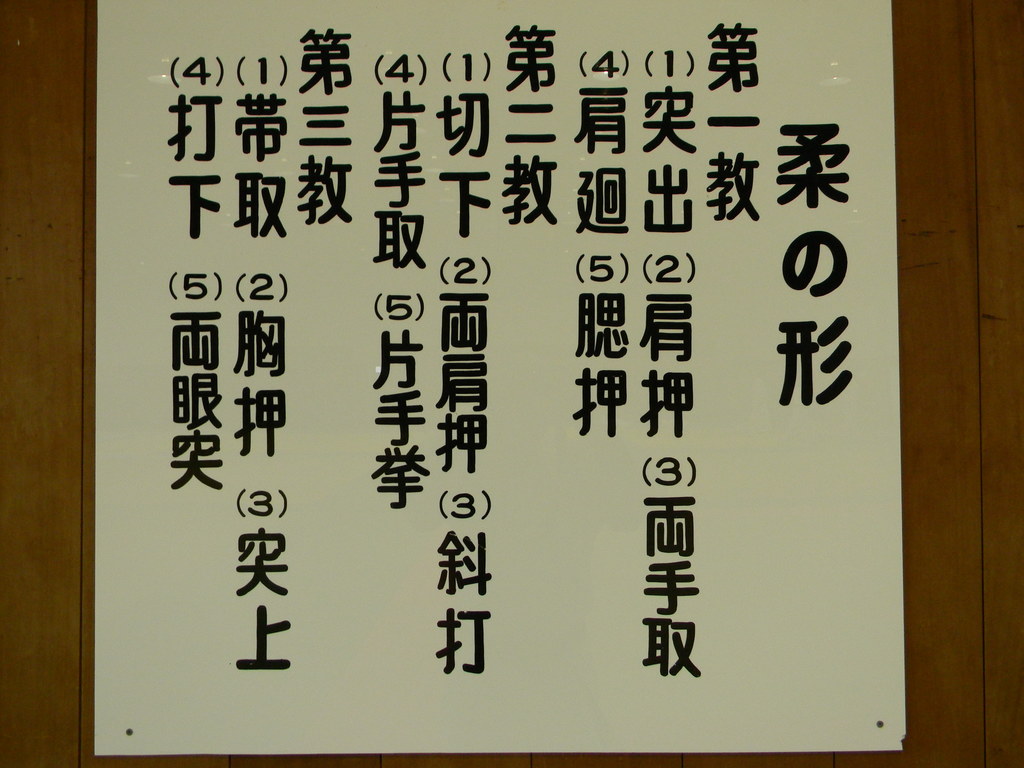 柔の形
第一教
(1)突出 (2)肩押 (3)両手取
(4)肩廻 (5)腮押
第二教
(1)切下 (2)両肩押 (3)斜打
(4)片手取 (5)片手挙
第三教
(1)帯取 (2)胸押 (3)突上
(4)打下 (5)両眼突